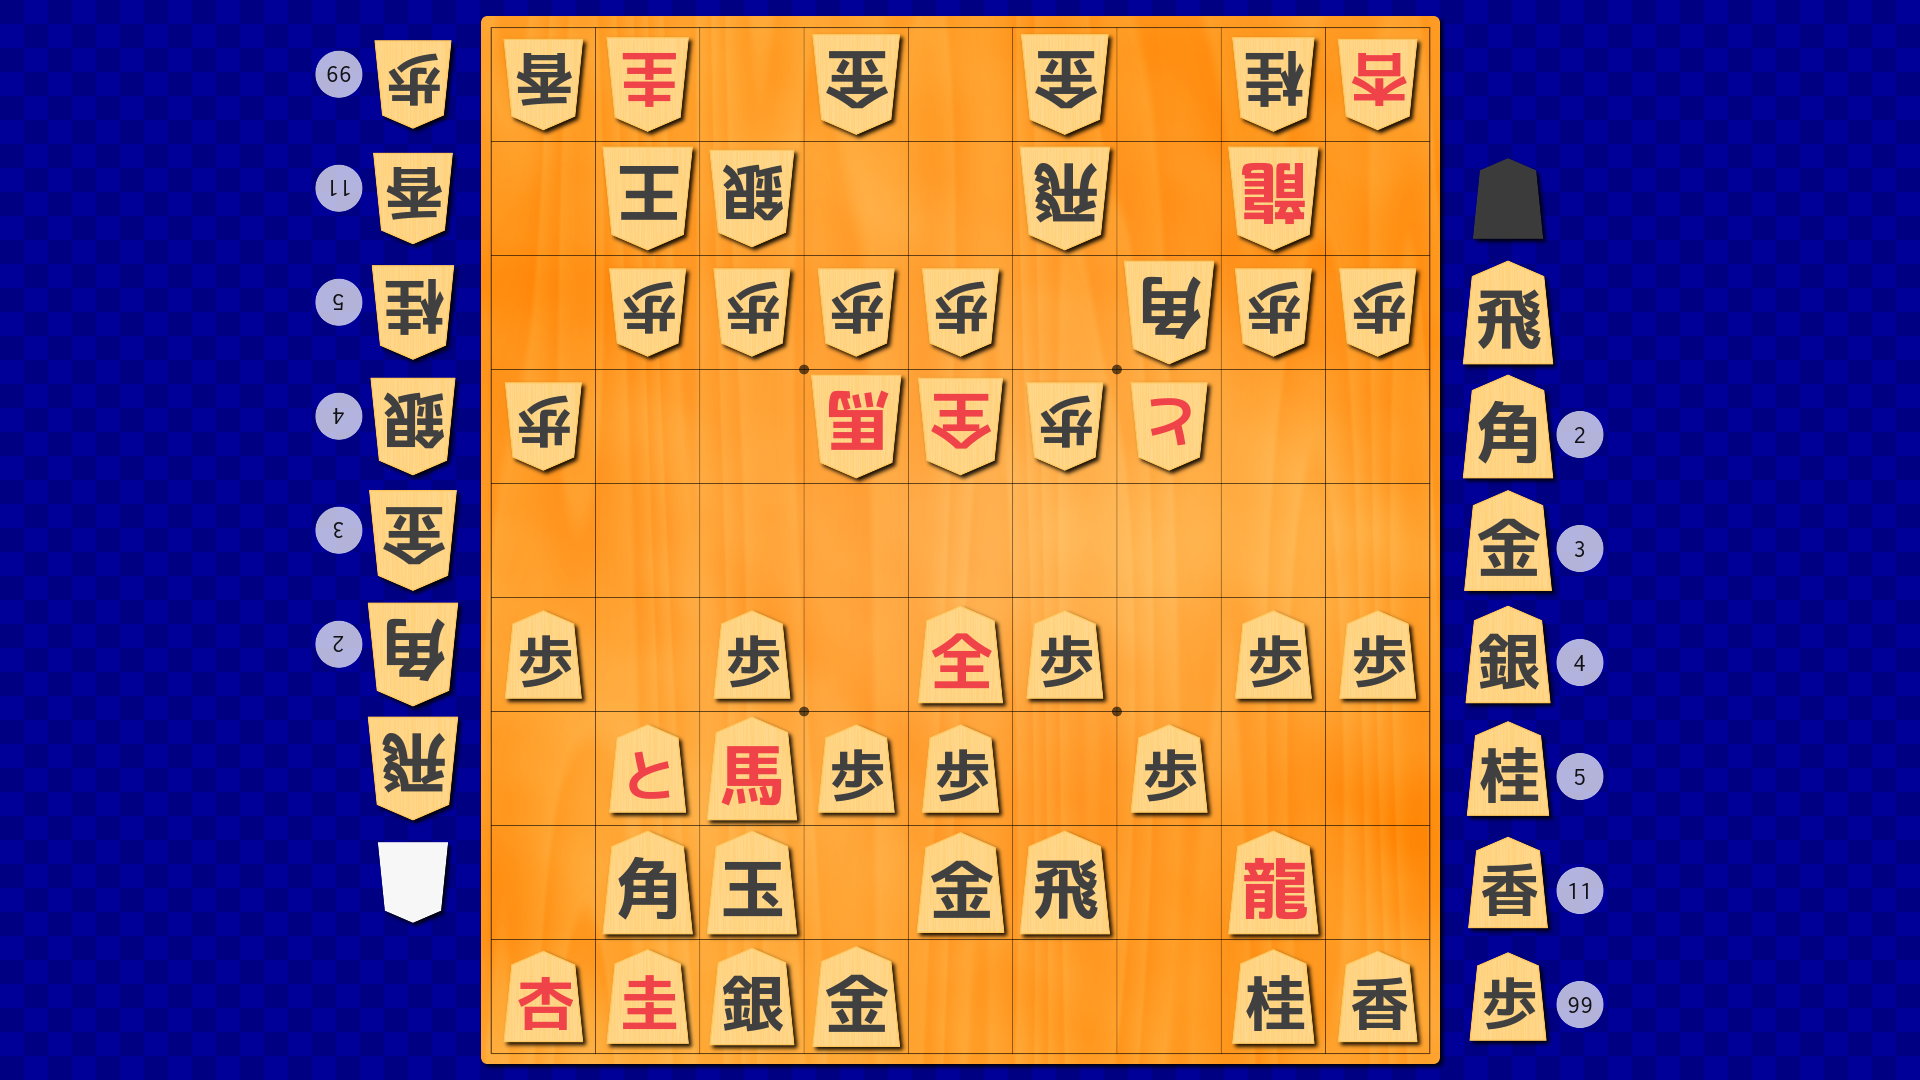 66 歩 香 圭 金 金 桂 杏
11 香 王 銀 飛 龍
5 桂 歩 歩 歩 歩 角 歩 歩 飛
4 銀 歩 馬 全 歩 と 角 2
3 金 金 3
2 角 歩 歩 全 歩 歩 歩 銀 4
飛 と 馬 歩 歩 歩 桂 5
角 玉 金 飛 龍 香 11
杏 圭 銀 金 桂 香 歩 99